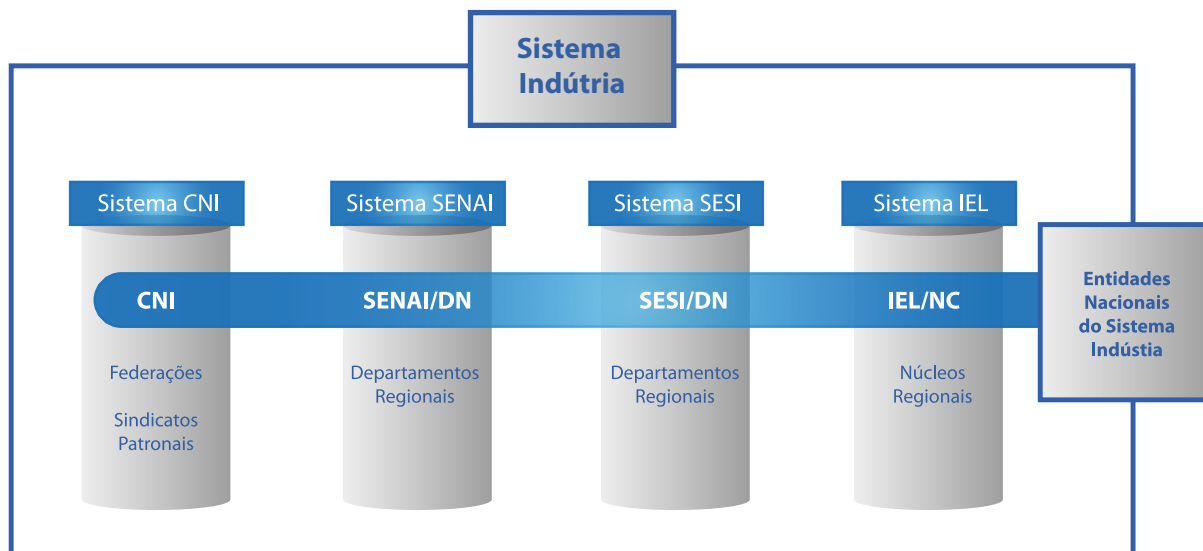 Sistema
Indútria
Sistema CNI
Sistema SENAI
Sistema SESI
Sistema IEL
CNI
SENAI/DN
SESI/DN
IEL/NC
Entidades
Nacionais
do Sistema
Indústia
Federações
Sindicatos
Patronais
Departamentos
Regionais
Departamentos
Regionais
Núcleos
Regionais